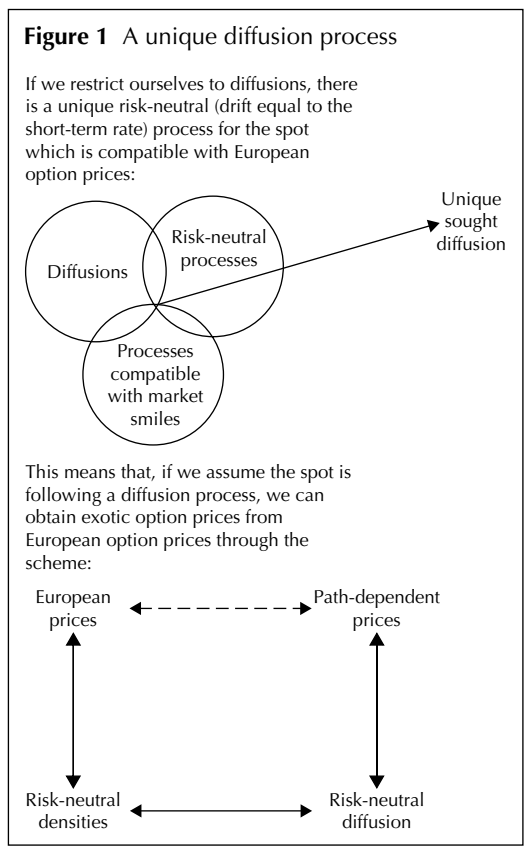 Figure 1 A unique diffusion process
If we restrict ourselves to diffusions, there
is a unique risk-neutral (drift equal to the
short-term rate) process for the spot
which is compatible with European
option prices:
Unique
sought
diffusion
Risk-neutral
processes
Diffusions
Processes
compatible
with market
smiles
This means that, if we assume the spot is
following a diffusion process, we can
obtain exotic option prices from
European option prices through the
scheme:
European
prices
Path-dependent
prices
Risk-neutral
densities
Risk-neutral
diffusion